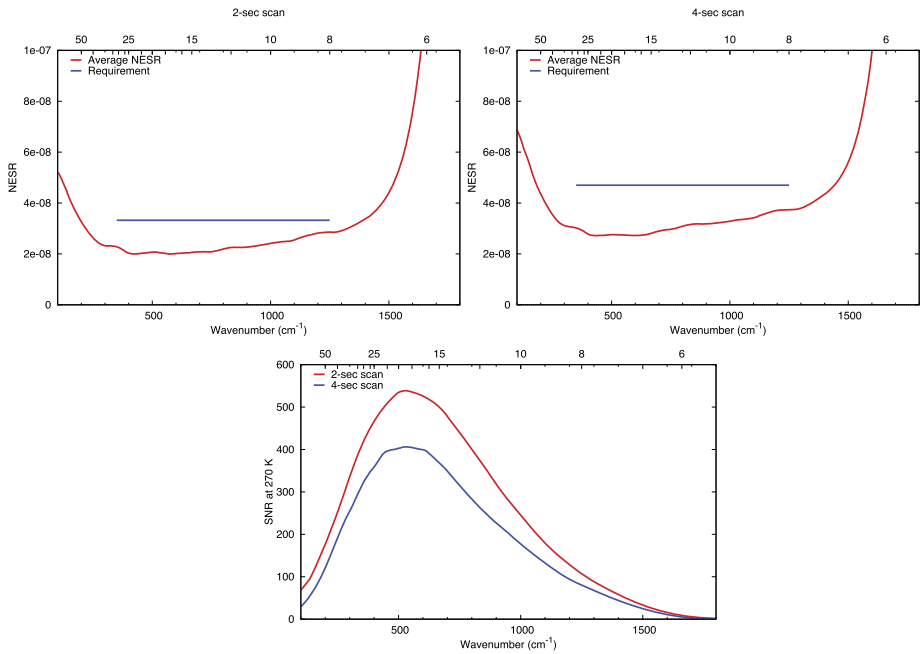 2-sec scan
50 25 15 10 8 6
1e-07
8e-08
6e-08
4e-08
2e-08
0
NESR
Average NESR
Requirement
500 1000 1500
Wavenumber (cm-1)
4-sec scan
50 25 15 10 8 6
1e-07
8e-08
6e-08
4e-08
2e-08
0
NESR
Average NESR
Requirement
500 1000 1500
Wavenumber (cm-1)
50 25 15 10 8 6
600
500
400
300
200
100
0
SNR at 270 K
2-sec scan
4-sec scan
500 1000 1500
Wavenumber (cm-1)